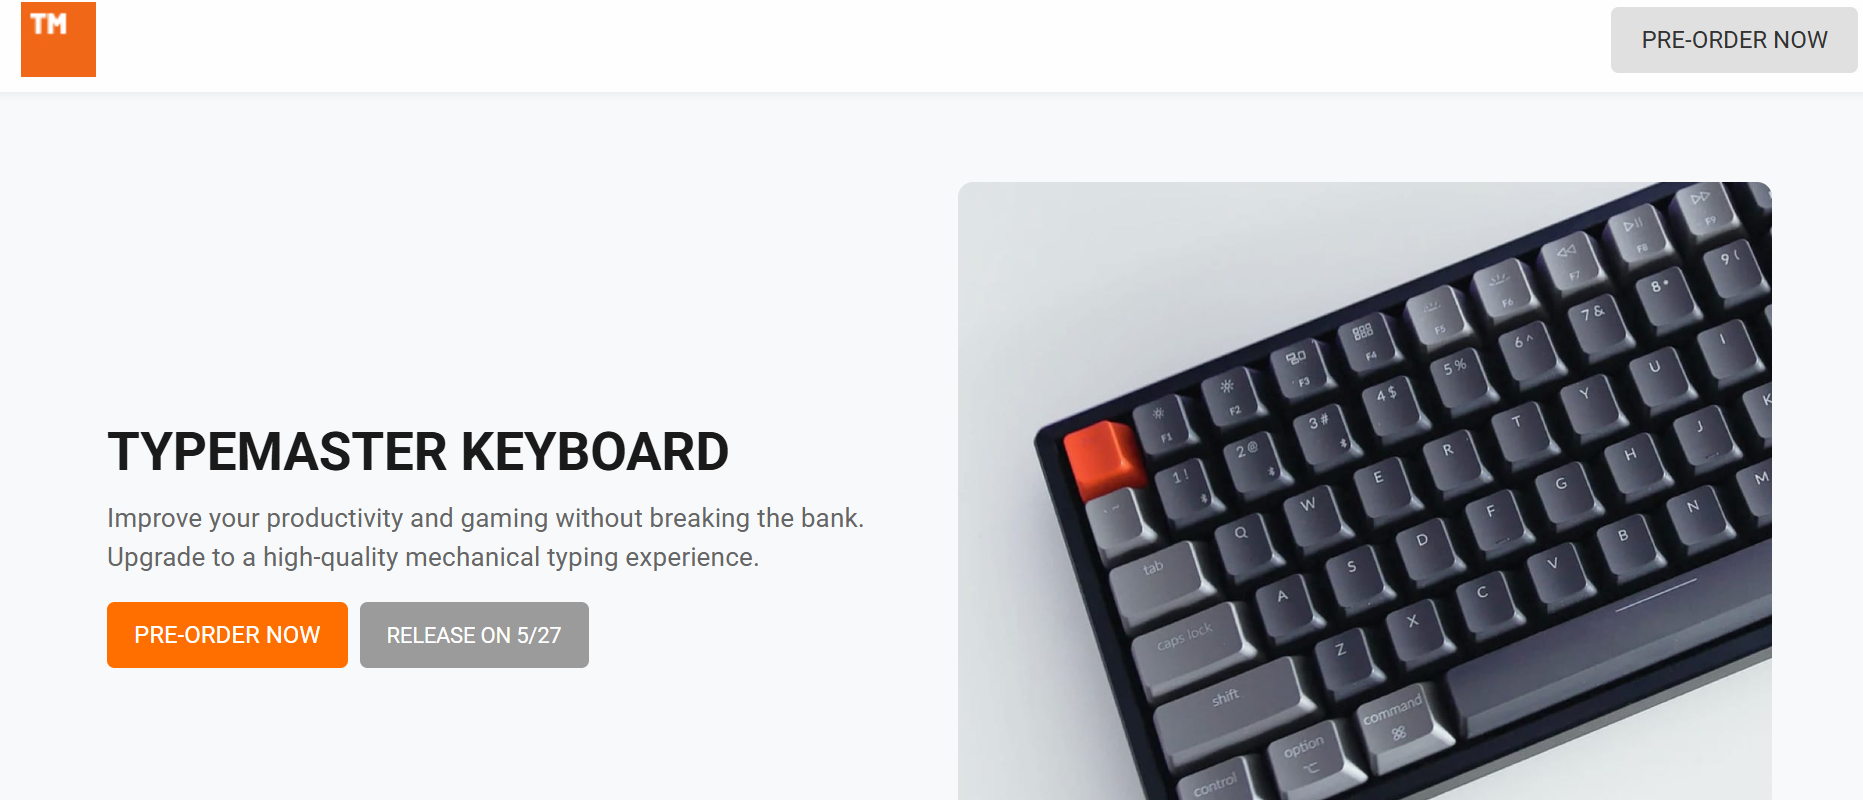 TM
PRE-ORDER NOW
TYPEMASTER KEYBOARD
Improve your productivity and gaming without breaking the bank.
Upgrade to a high-quality mechanical typing experience.
PRE-ORDER NOW
RELEASE ON 5/27
F1
F2
F3
F4
F5
F6
F7
F8
F9
1 !
2 @
3 #
4 $
5 %
6 ^
7 &
8 *
9 (
tab
Q
W
E
R
T
Y
U
I
caps lock
A
S
D
F
G
H
J
K
shift
Z
X
C
V
B
N
M
control
option
command